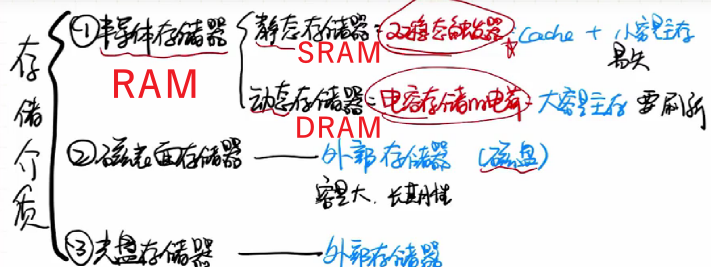 存储介质
①半导体存储器
RAM
静态存储器=双稳态触发器 cache + 小容量主存
SRAM
易失
动态存储器=电容存储的电荷=大容量主存 要刷新
DRAM
②磁表面存储器——外部存储器(磁盘)
容量大、长期性
③光盘存储器——外部存储器